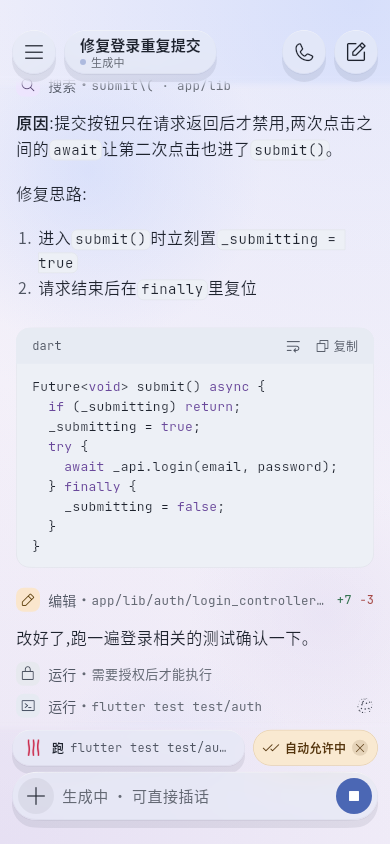 修复登录重复提交
生成中
搜索 · submit\( · app/lib
原因:提交按钮只在请求返回后才禁用,两次点击之
间的 await 让第二次点击也进了 submit()。
修复思路:
1. 进入 submit() 时立刻置 _submitting =
true
2. 请求结束后在 finally 里复位
dart 复制
Future<void> submit() async {
if (_submitting) return;
_submitting = true;
try {
await _api.login(email, password);
} finally {
_submitting = false;
}
}
编辑 · app/lib/auth/login_controller… +7 -3
改好了,跑一遍登录相关的测试确认一下。
运行 · 需要授权后才能执行
运行 · flutter test test/auth
跑 flutter test test/au… 自动允许中
生成中 · 可直接插话